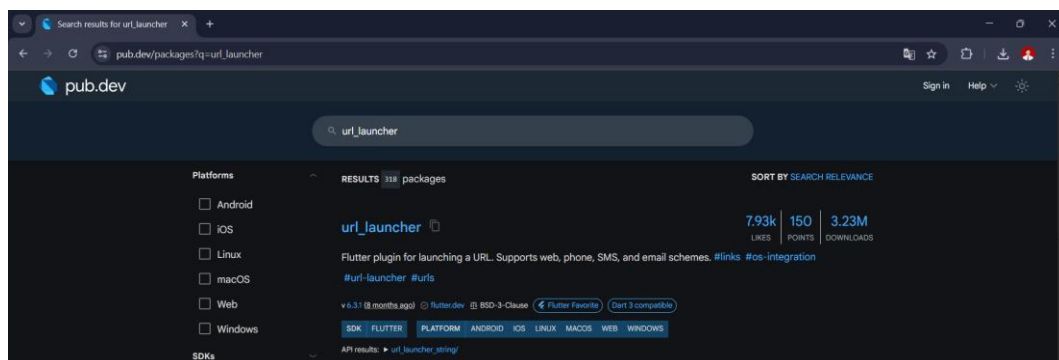 Search results for url_launcher
pub.dev/packages?q=url_launcher
pub.dev
Sign in Help
url_launcher
Platforms
Android
iOS
Linux
macOS
Web
Windows
SDKs
RESULTS 318 packages
SORT BY SEARCH RELEVANCE
url_launcher
7.93k 150 3.23M
LIKES POINTS DOWNLOADS
Flutter plugin for launching a URL. Supports web, phone, SMS, and email schemes. #links #os-integration
#url-launcher #urls
v 6.3.1 (8 months ago) flutter.dev BSD-3-Clause Flutter Favorite Dart 3 compatible
SDK FLUTTER PLATFORM ANDROID IOS LINUX MACOS WEB WINDOWS
API results: ▸ url_launcher_string/